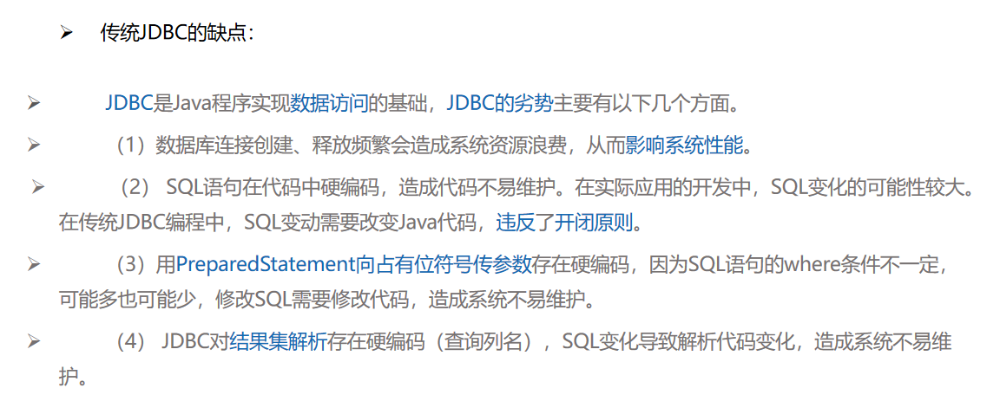 ➢ 传统JDBC的缺点：
➢ JDBC是Java程序实现数据访问的基础，JDBC的劣势主要有以下几个方面。
➢ （1）数据库连接创建、释放频繁会造成系统资源浪费，从而影响系统性能。
➢ （2） SQL语句在代码中硬编码，造成代码不易维护。在实际应用的开发中，SQL变化的可能性较大。
在传统JDBC编程中，SQL变动需要改变Java代码，违反了开闭原则。
➢ （3）用PreparedStatement向占有位符号传参数存在硬编码，因为SQL语句的where条件不一定，
可能多也可能少，修改SQL需要修改代码，造成系统不易维护。
➢ （4） JDBC对结果集解析存在硬编码（查询列名），SQL变化导致解析代码变化，造成系统不易维
护。